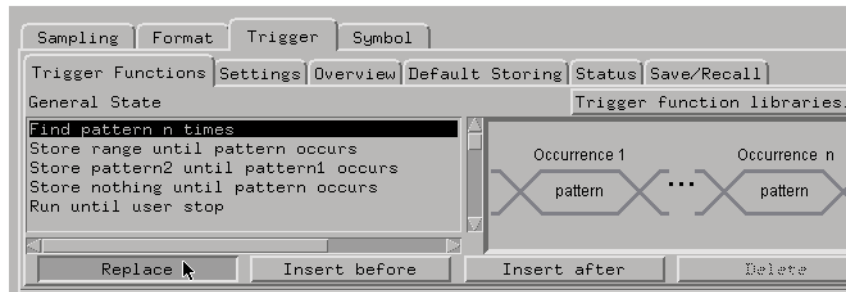 Sampling Format Trigger Symbol
Trigger Functions Settings Overview Default Storing Status Save/Recall
General State Trigger function libraries.
Find pattern n times
Store range until pattern occurs
Store pattern2 until pattern1 occurs
Store nothing until pattern occurs
Run until user stop
Occurrence 1 Occurrence n
pattern ... pattern
Replace Insert before Insert after Delete